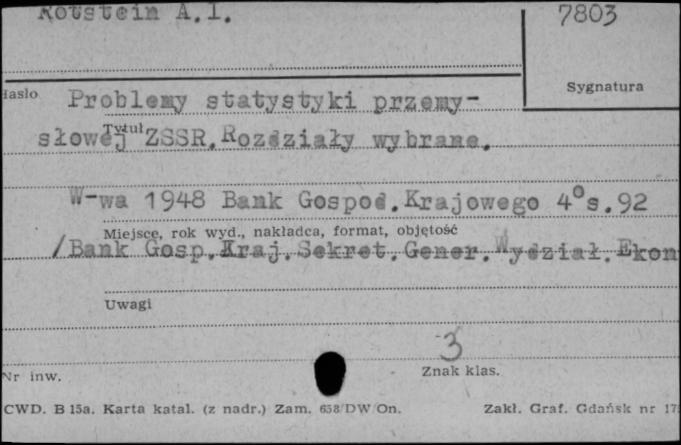 Rotstein A.I.
7803
Sygnatura
Hasło
Problemy statystyki przemy-
Tytuł
słowej ZSSR. Rozdziały wybrane.
W-wa 1948 Bank Gospod. Krajowego 4° s. 92
Miejsce, rok wyd., nakładca, format, objętość
/Bank Gosp. Kraj. Sekret. Gener. Wydział. Ekon
Uwagi
3
Nr inw.
Znak klas.
CWD. B 15a. Karta katal. (z nadr.) Zam. 658/DW/On.
Zakł. Graf. Gdańsk nr 17